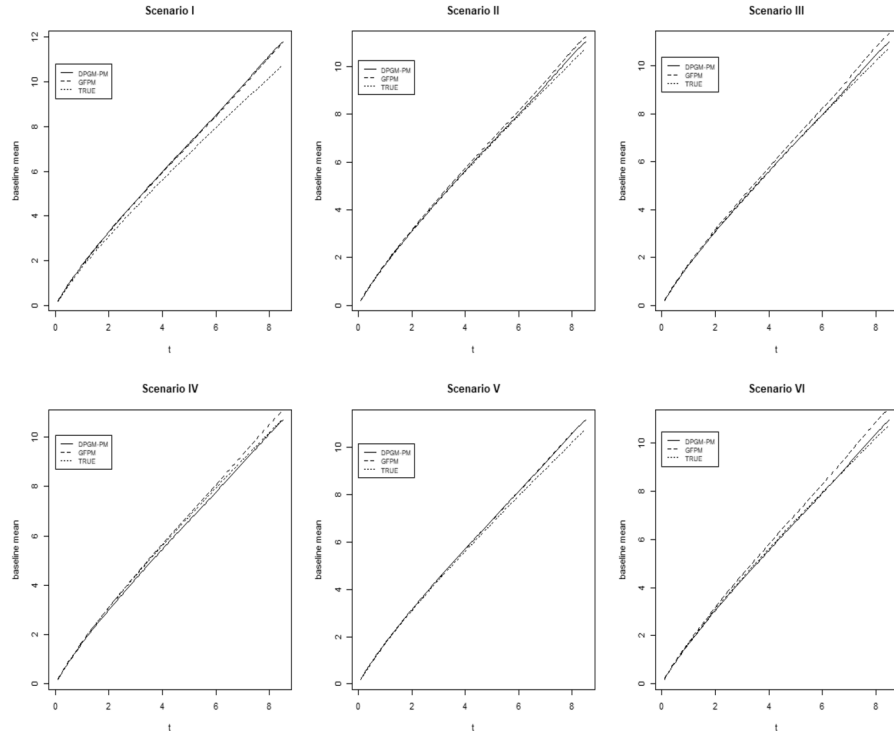 Scenario I
baseline mean
12
10
8
6
4
2
0
DPGM-PM
GFPM
TRUE
0 2 4 6 8
t
Scenario II
baseline mean
10
8
6
4
2
0
DPGM-PM
GFPM
TRUE
0 2 4 6 8
t
Scenario III
baseline mean
10
8
6
4
2
0
DPGM-PM
GFPM
TRUE
0 2 4 6 8
t
Scenario IV
baseline mean
10
8
6
4
2
0
DPGM-PM
GFPM
TRUE
0 2 4 6 8
t
Scenario V
baseline mean
10
8
6
4
2
0
DPGM-PM
GFPM
TRUE
0 2 4 6 8
t
Scenario VI
baseline mean
10
8
6
4
2
0
DPGM-PM
GFPM
TRUE
0 2 4 6 8
t